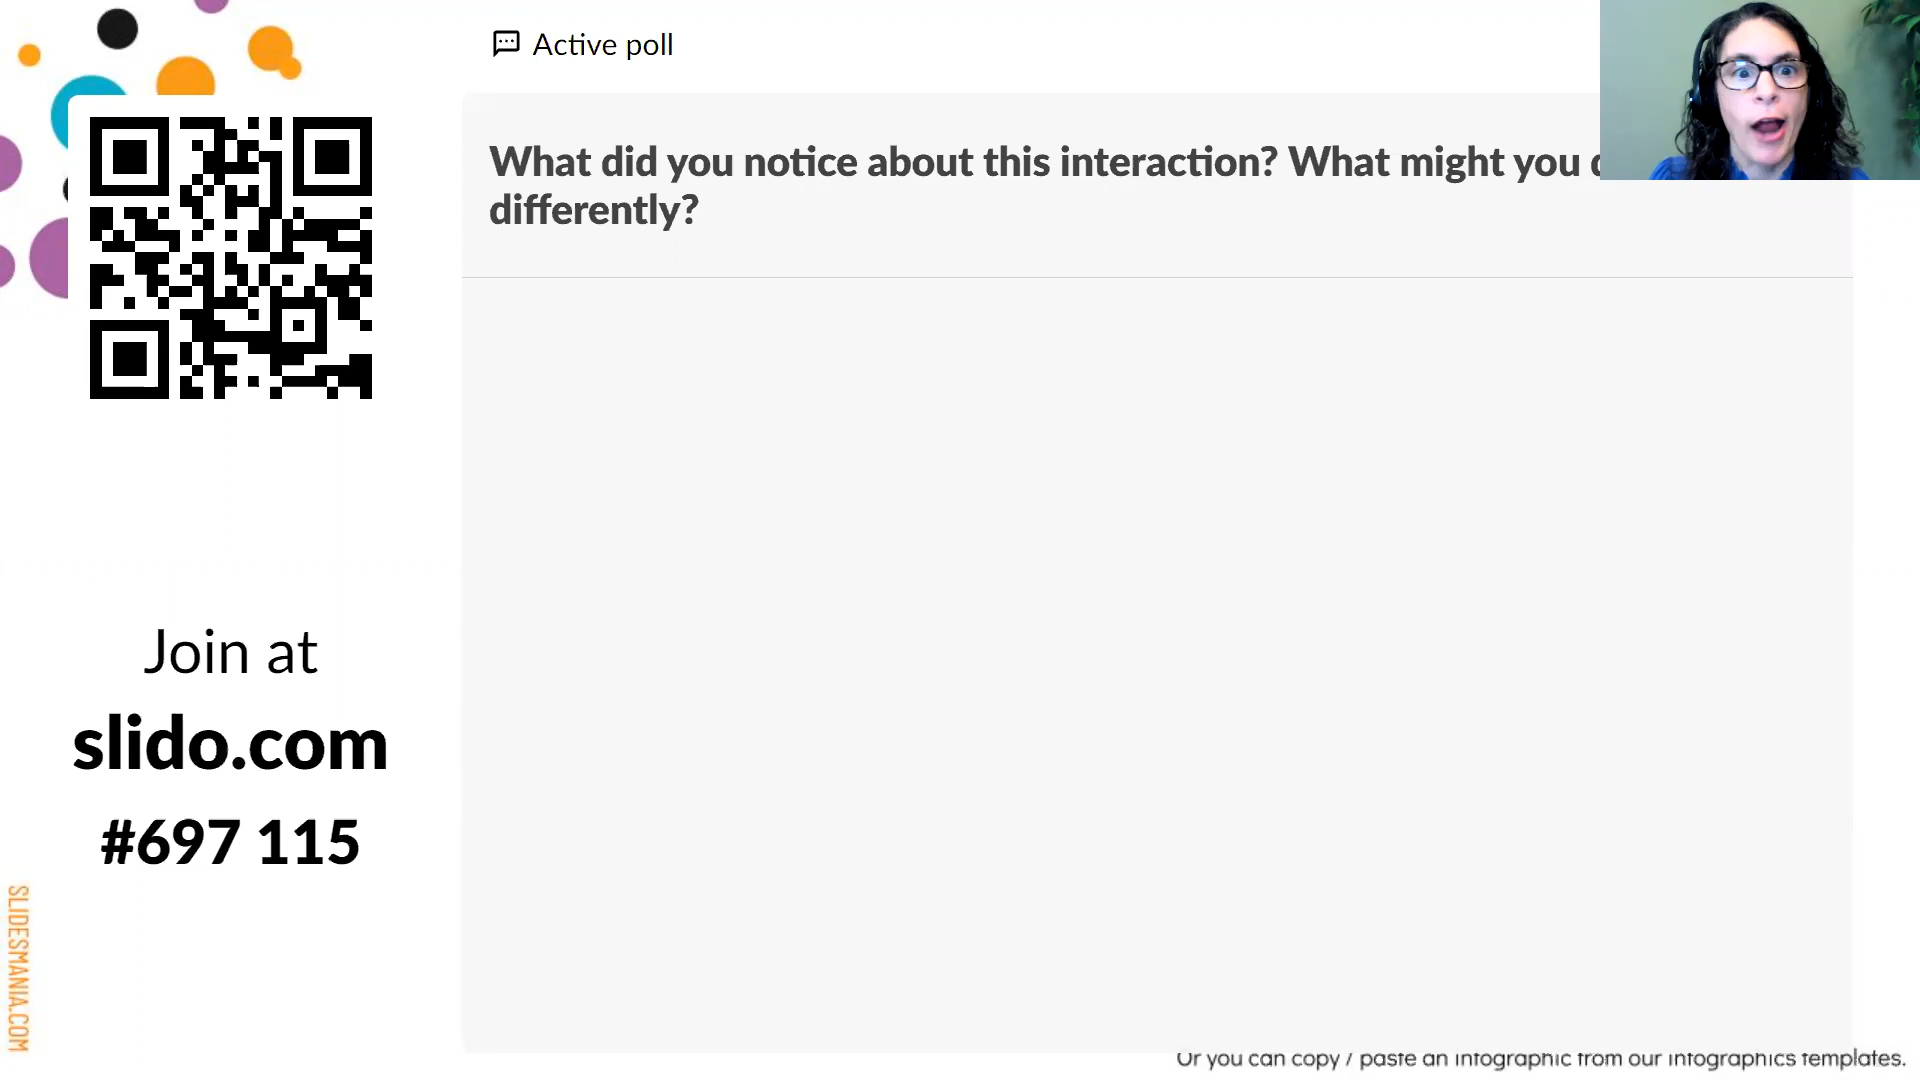 Active poll
What did you notice about this interaction? What might you
differently?
Join at
slido.com
#697 115
SLIDESMANIA.COM
Or you can copy / paste an infographic from our infographics templates.